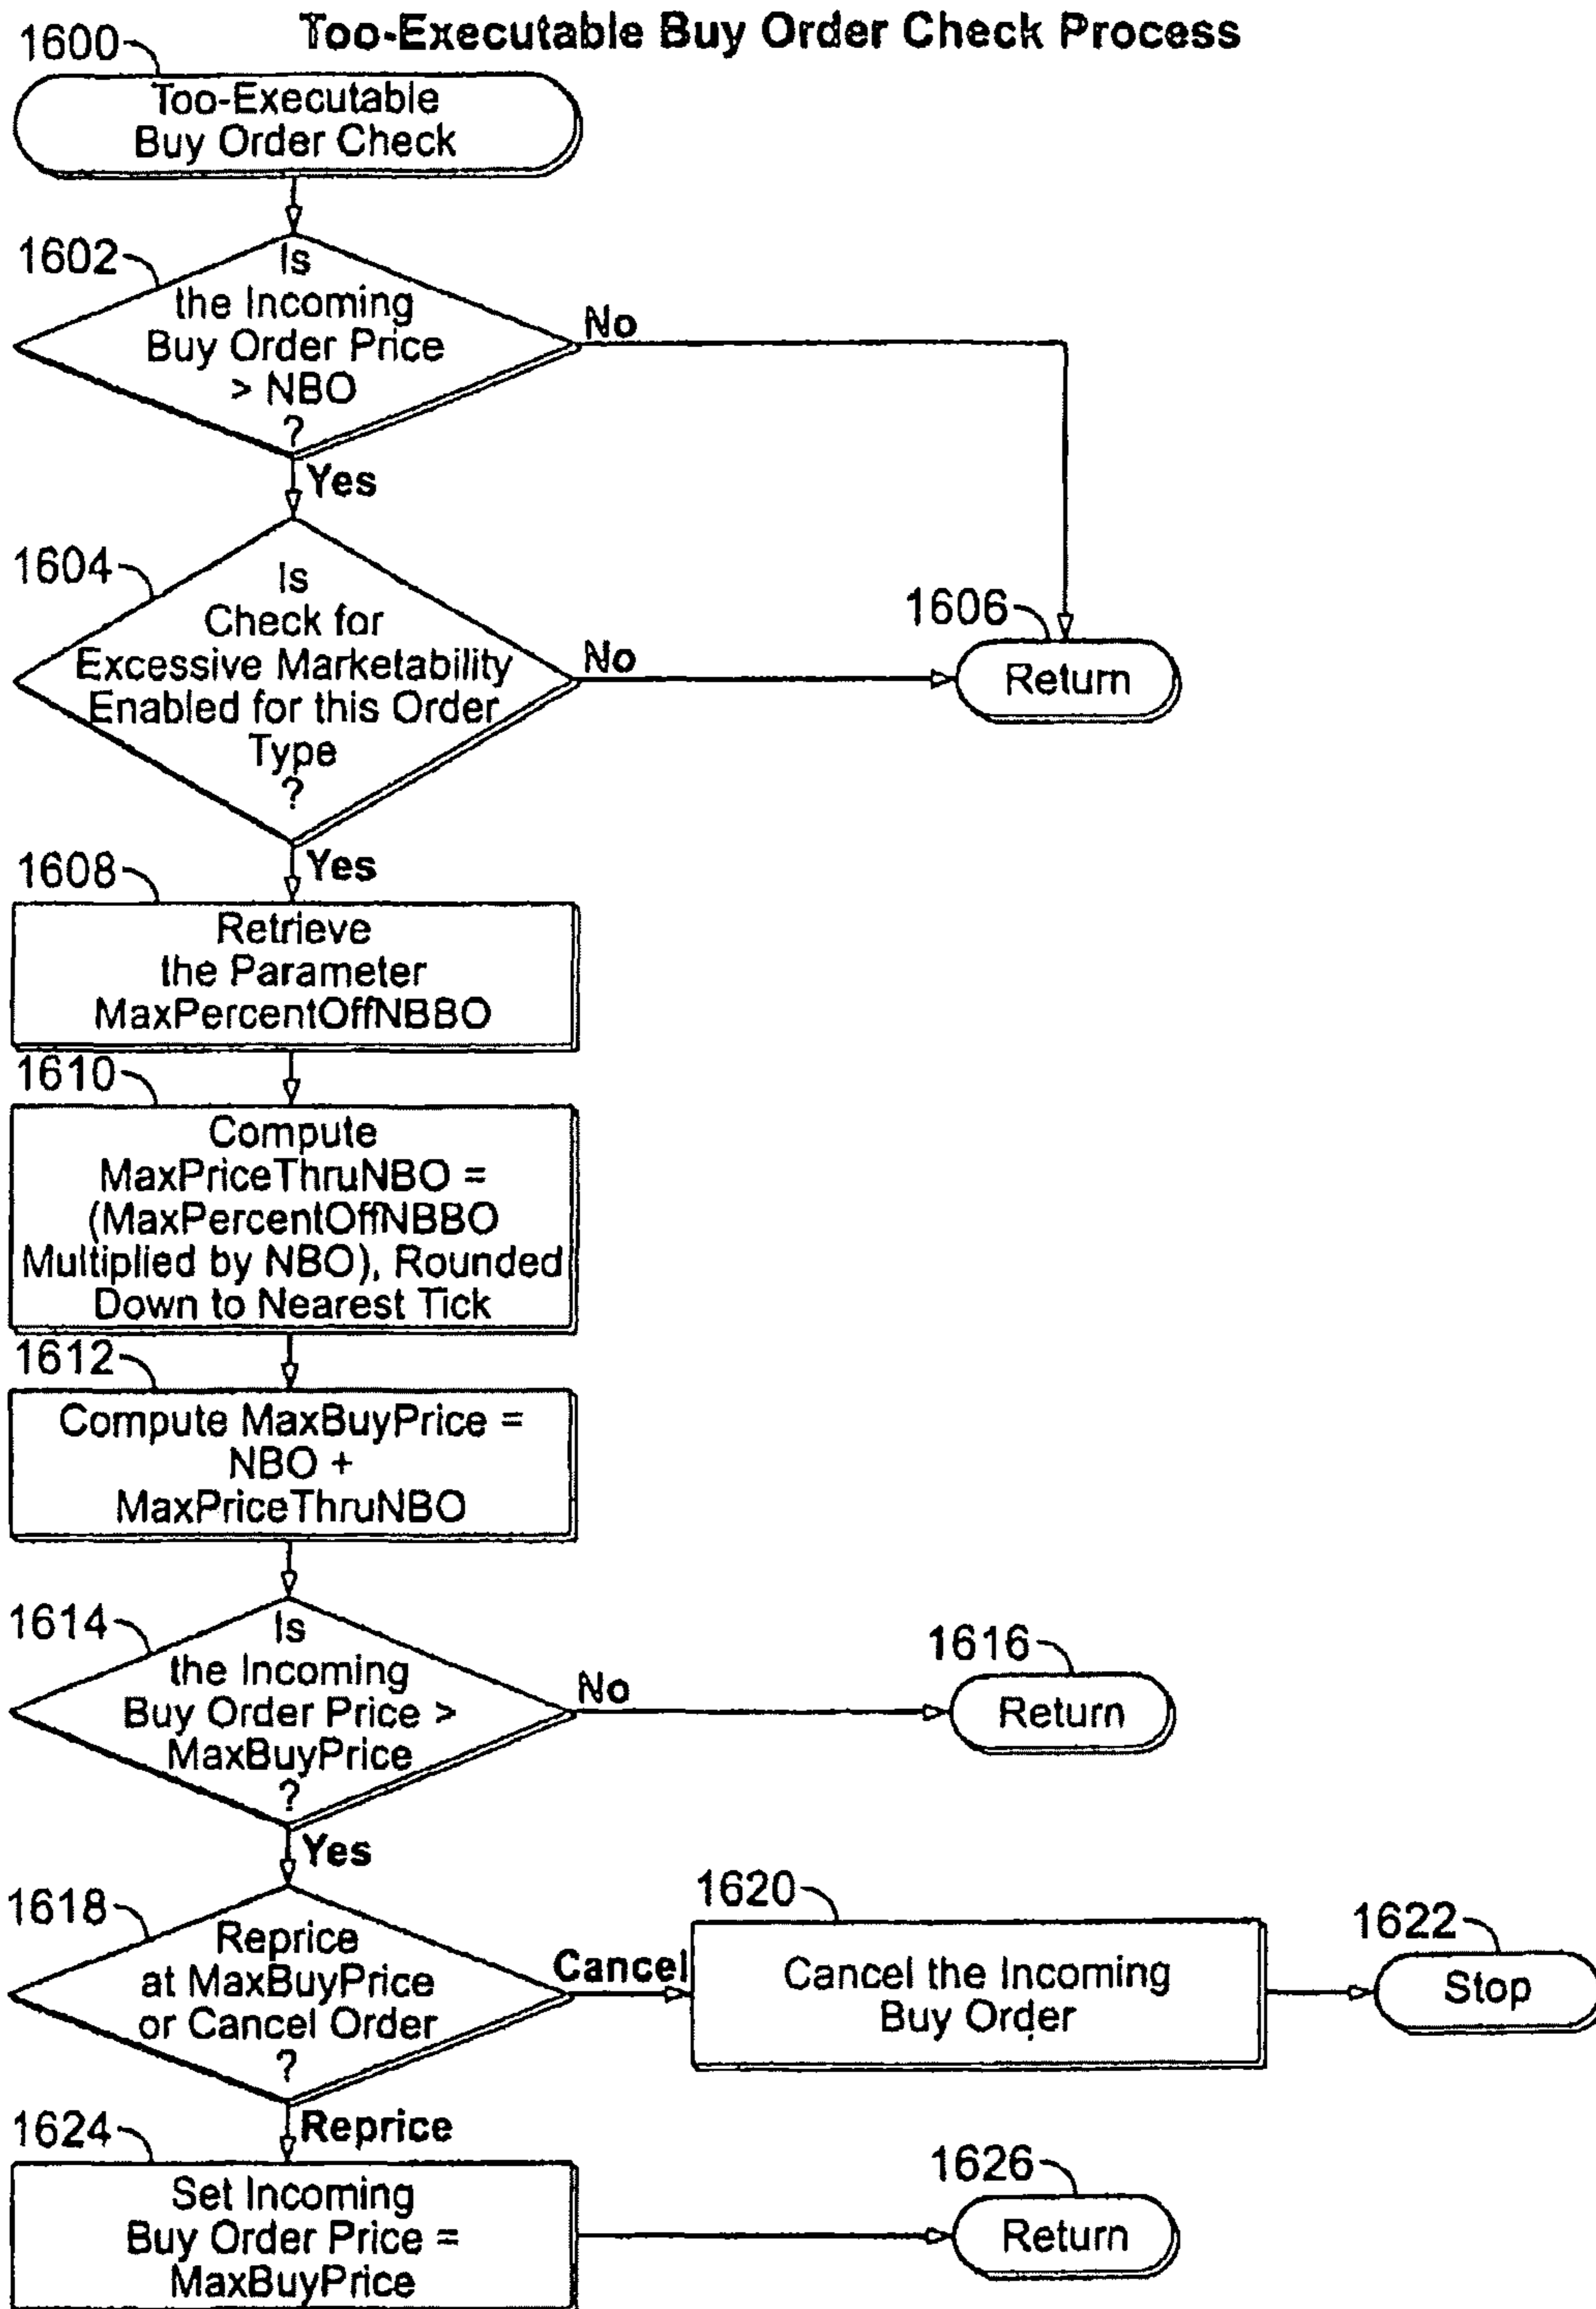 Too-Executable Buy Order Check Process
1600
Too-Executable
Buy Order Check
1602
Is
the Incoming
Buy Order Price
> NBO
?
No
Yes
1604
Is
Check for
Excessive Marketability
Enabled for this Order
Type
?
No
1606
Return
Yes
1608
Retrieve
the Parameter
MaxPercentOffNBBO
1610
Compute
MaxPriceThruNBO =
(MaxPercentOffNBBO
Multiplied by NBO), Rounded
Down to Nearest Tick
1612
Compute MaxBuyPrice =
NBO +
MaxPriceThruNBO
1614
Is
the Incoming
Buy Order Price >
MaxBuyPrice
?
No
1616
Return
Yes
1618
Reprice
at MaxBuyPrice
or Cancel Order
?
Cancel
1620
Cancel the Incoming
Buy Order
1622
Stop
Reprice
1624
Set Incoming
Buy Order Price =
MaxBuyPrice
1626
Return